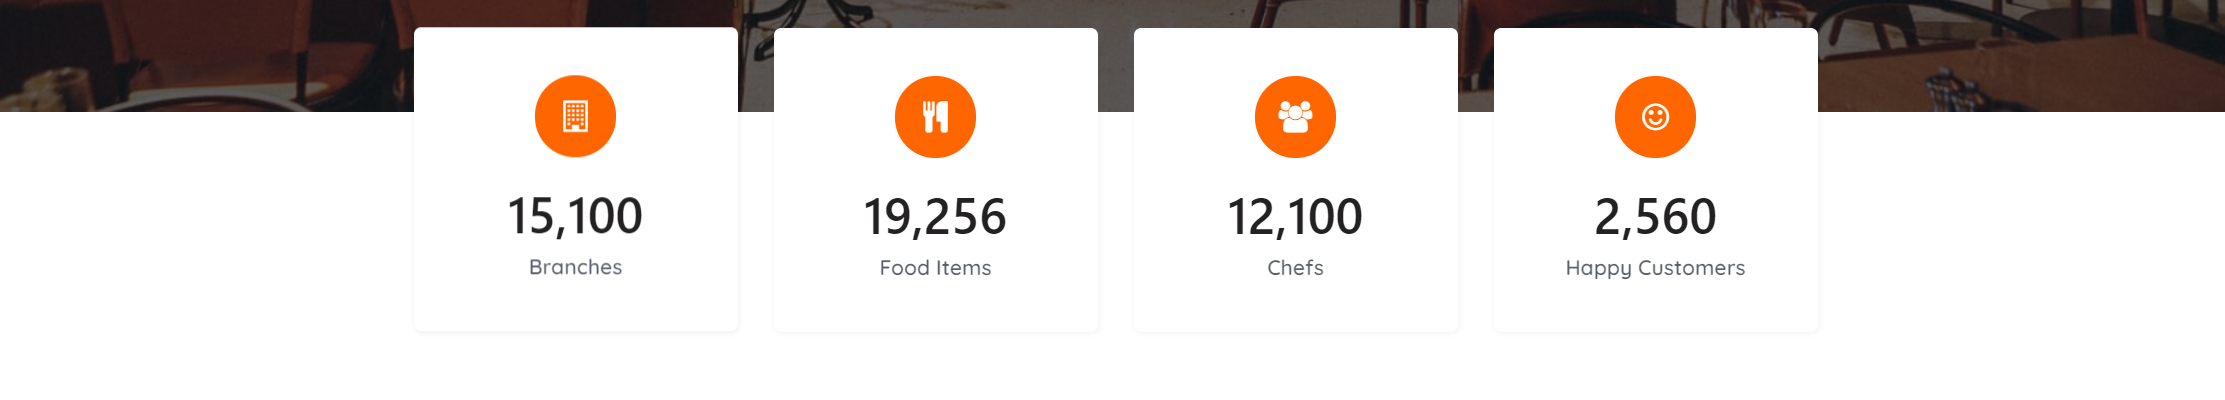 15,100
Branches
19,256
Food Items
12,100
Chefs
2,560
Happy Customers